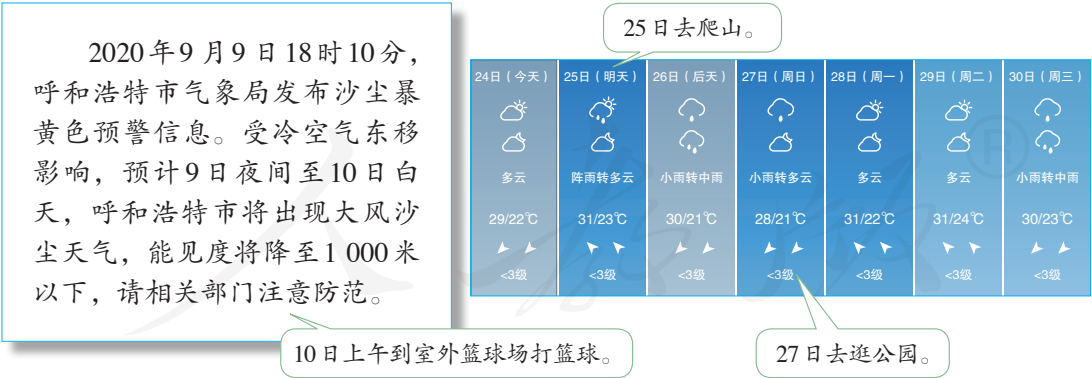 2020年9月9日18时10分，
呼和浩特市气象局发布沙尘暴
黄色预警信息。受冷空气东移
影响，预计9日夜间至10日白
天，呼和浩特市将出现大风沙
尘天气，能见度将降至1 000米
以下，请相关部门注意防范。
10日上午到室外篮球场打篮球。
25日去爬山。
24日（今天） 25日（明天） 26日（后天） 27日（周日） 28日（周一） 29日（周二） 30日（周三）
多云 阵雨转多云 小雨转中雨 小雨转多云 多云 多云 小雨转中雨
29/22℃ 31/23℃ 30/21℃ 28/21℃ 31/22℃ 31/24℃ 30/23℃
<3级 <3级 <3级 <3级 <3级 <3级 <3级
27日去逛公园。
人教版®